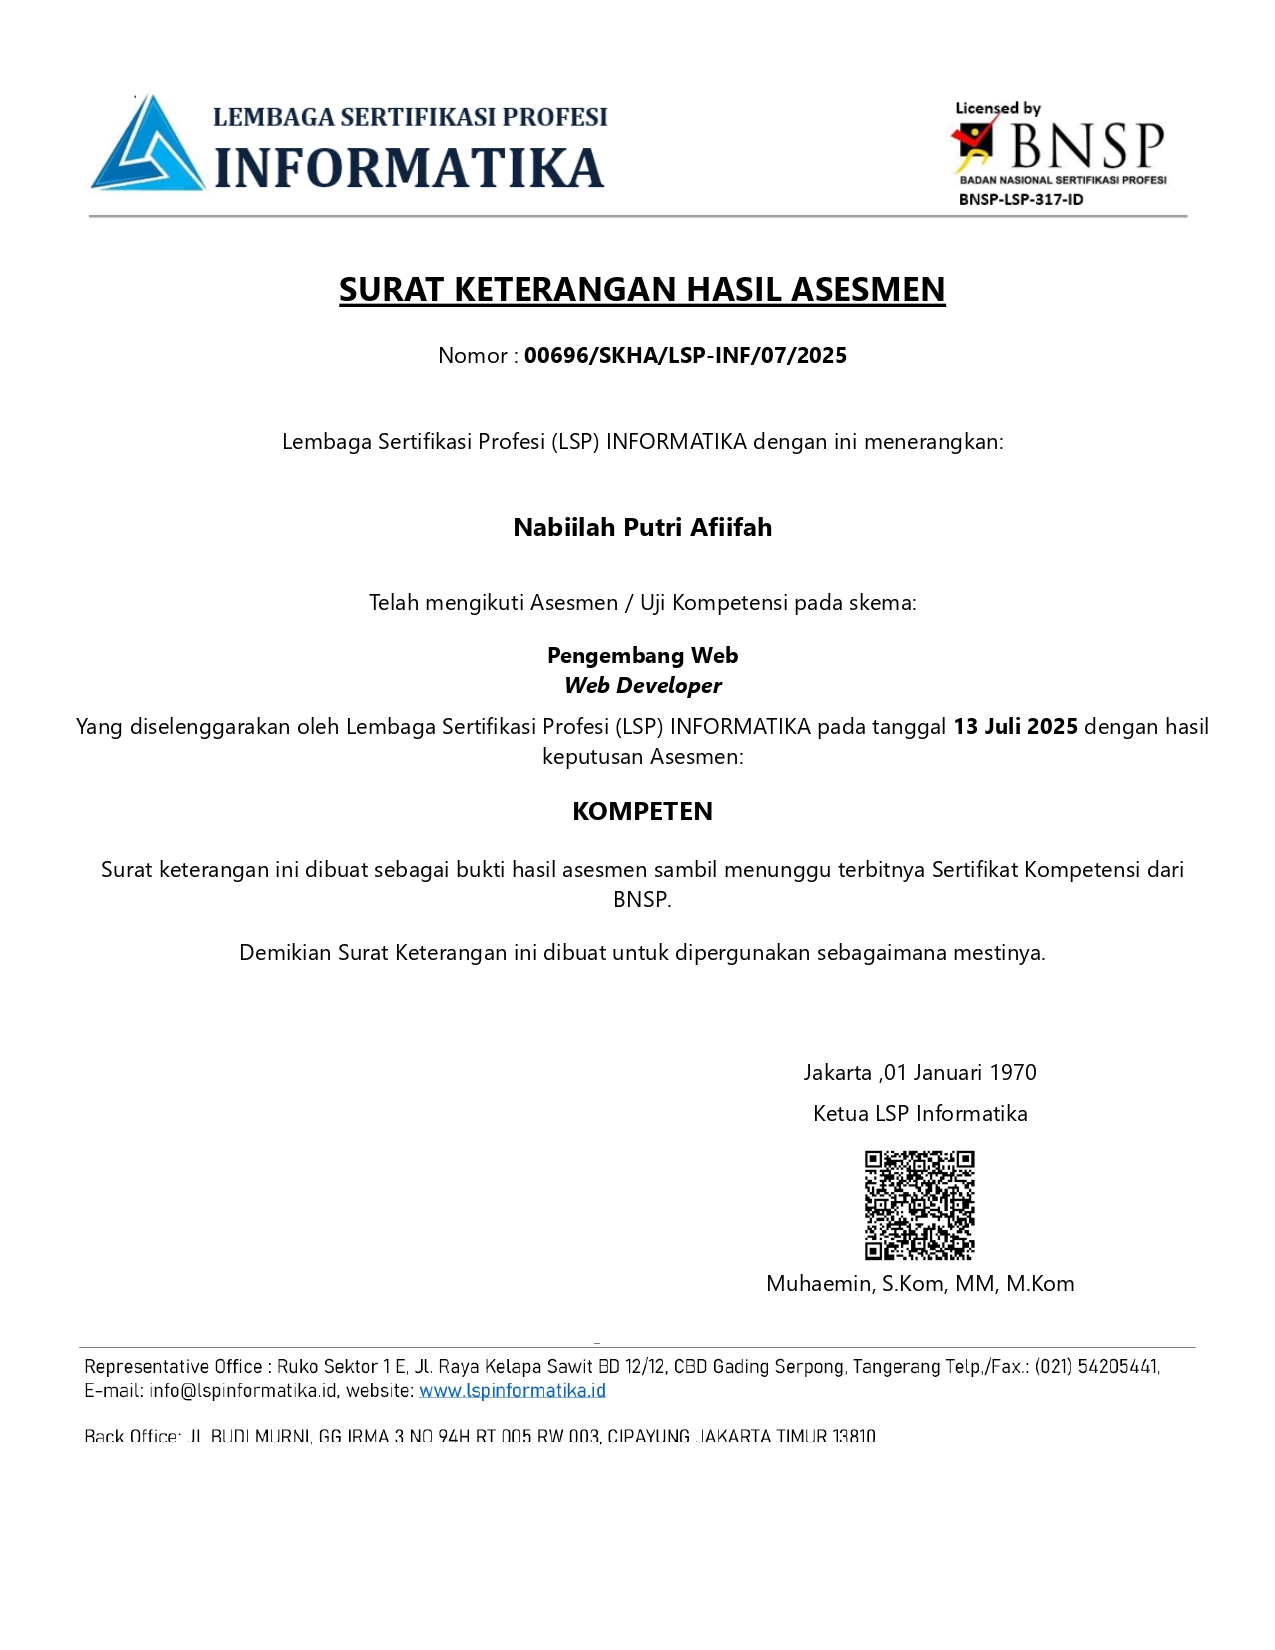 LEMBAGA SERTIFIKASI PROFESI
INFORMATIKA
Licensed by
BNSP
BADAN NASIONAL SERTIFIKASI PROFESI
BNSP-LSP-317-ID
SURAT KETERANGAN HASIL ASESMEN
Nomor : 00696/SKHA/LSP-INF/07/2025
Lembaga Sertifikasi Profesi (LSP) INFORMATIKA dengan ini menerangkan:
Nabiilah Putri Afiifah
Telah mengikuti Asesmen / Uji Kompetensi pada skema:
Pengembang Web
Web Developer
Yang diselenggarakan oleh Lembaga Sertifikasi Profesi (LSP) INFORMATIKA pada tanggal 13 Juli 2025 dengan hasil
keputusan Asesmen:
KOMPETEN
Surat keterangan ini dibuat sebagai bukti hasil asesmen sambil menunggu terbitnya Sertifikat Kompetensi dari
BNSP.
Demikian Surat Keterangan ini dibuat untuk dipergunakan sebagaimana mestinya.
Jakarta ,01 Januari 1970
Ketua LSP Informatika
Muhaemin, S.Kom, MM, M.Kom
Representative Office : Ruko Sektor 1 E, Jl. Raya Kelapa Sawit BD 12/12, CBD Gading Serpong, Tangerang Telp,/Fax.: (021) 54205441,
E-mail: info@lspinformatika.id, website: www.lspinformatika.id
Back Office: JL BUDI MURNI, GG IRMA 3 NO 94H RT 005 RW 003, CIPAYUNG JAKARTA TIMUR 13810